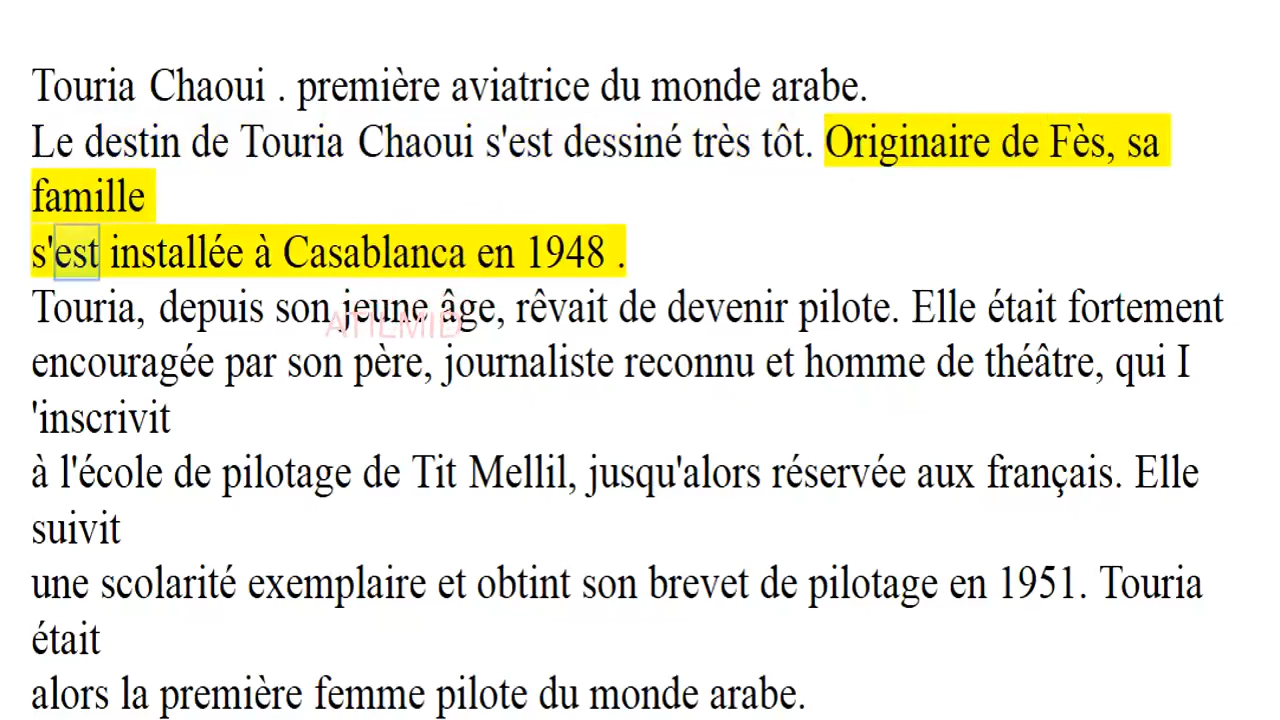 Touria Chaoui . première aviatrice du monde arabe.
Le destin de Touria Chaoui s'est dessiné très tôt. Originaire de Fès, sa
famille
s'est installée à Casablanca en 1948 .
Touria, depuis son jeune âge, rêvait de devenir pilote. Elle était fortement
ATILMID
encouragée par son père, journaliste reconnu et homme de théâtre, qui I
'inscrivit
à l'école de pilotage de Tit Mellil, jusqu'alors réservée aux français. Elle
suivit
une scolarité exemplaire et obtint son brevet de pilotage en 1951. Touria
était
alors la première femme pilote du monde arabe.